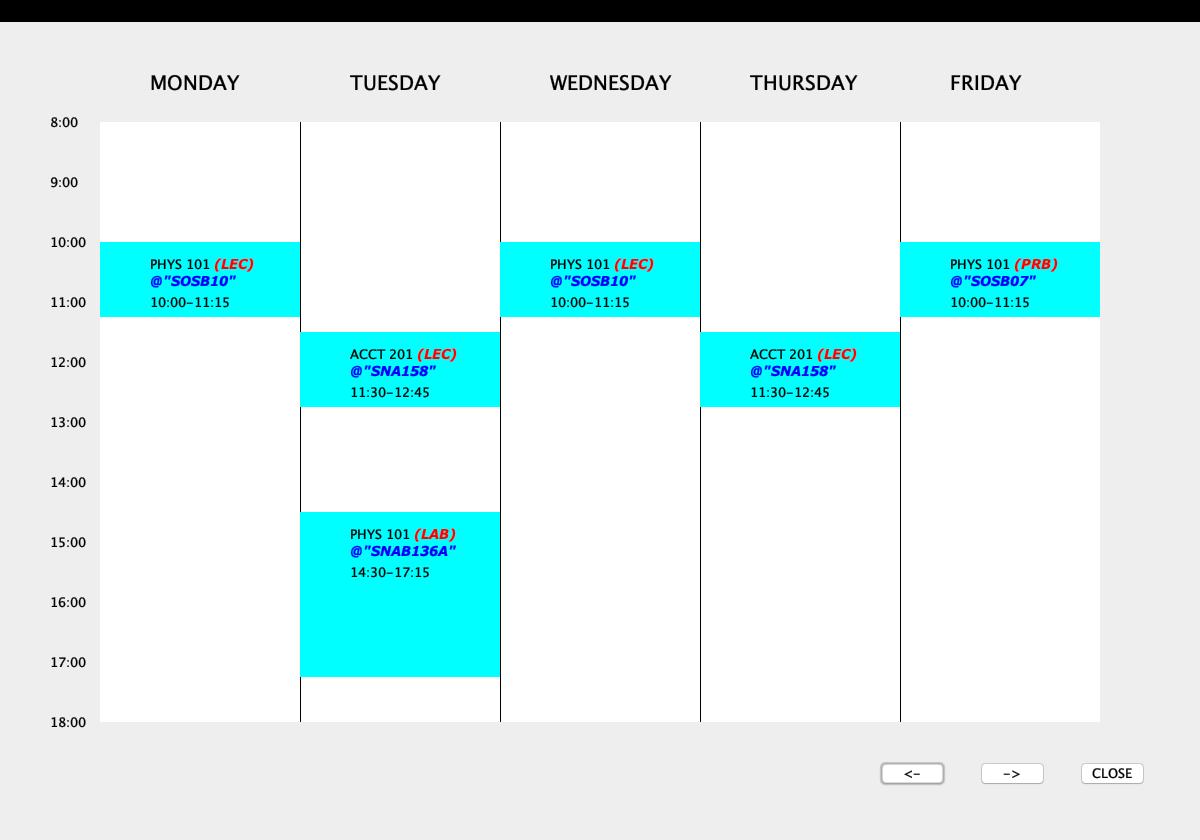 MONDAY TUESDAY WEDNESDAY THURSDAY FRIDAY
8:00
9:00
10:00
PHYS 101 (LEC) PHYS 101 (LEC) PHYS 101 (PRB)
@"SOSB10" @"SOSB10" @"SOSB07"
11:00 10:00-11:15 10:00-11:15 10:00-11:15
ACCT 201 (LEC) ACCT 201 (LEC)
12:00 @"SNA158" @"SNA158"
11:30-12:45 11:30-12:45
13:00
14:00
PHYS 101 (LAB)
15:00 @"SNAB136A"
14:30-17:15
16:00
17:00
18:00
<- -> CLOSE